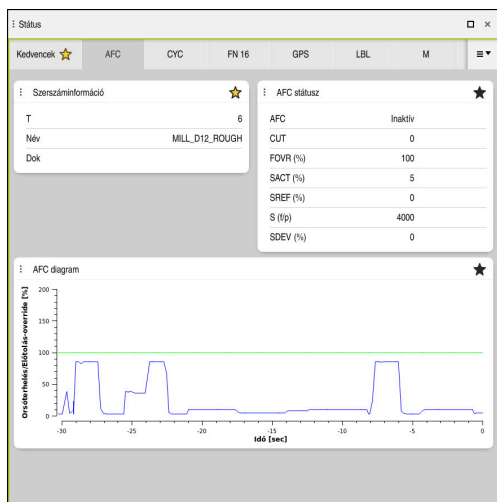 Státus
Kedvencek AFC CYC FN 16 GPS LBL M
Szerszáminformáció
T 6
Név MILL_D12_ROUGH
Dok
AFC státusz
AFC Inaktív
CUT 0
FOVR (%) 100
SACT (%) 5
SREF (%) 0
S (f/p) 4000
SDEV (%) 0
AFC diagram
Orsóterhelés/Előtolás-override [%]
200
150
100
50
0
-30 -25 -20 -15 -10 -5 0
Idő [sec]